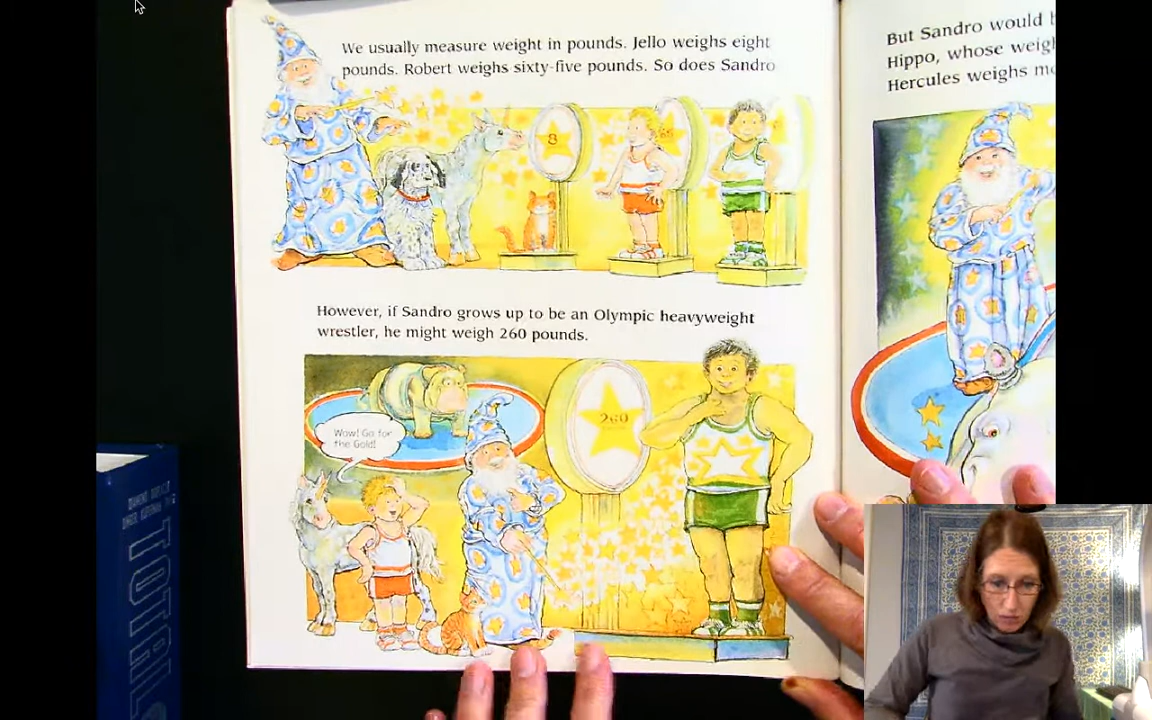 We usually measure weight in pounds. Jello weighs eight
pounds. Robert weighs sixty-five pounds. So does Sandro
8
However, if Sandro grows up to be an Olympic heavyweight
wrestler, he might weigh 260 pounds.
260
Wow! Go for
the Gold!
But Sandro would
Hippo, whose
Hercules weighs
TOTAL